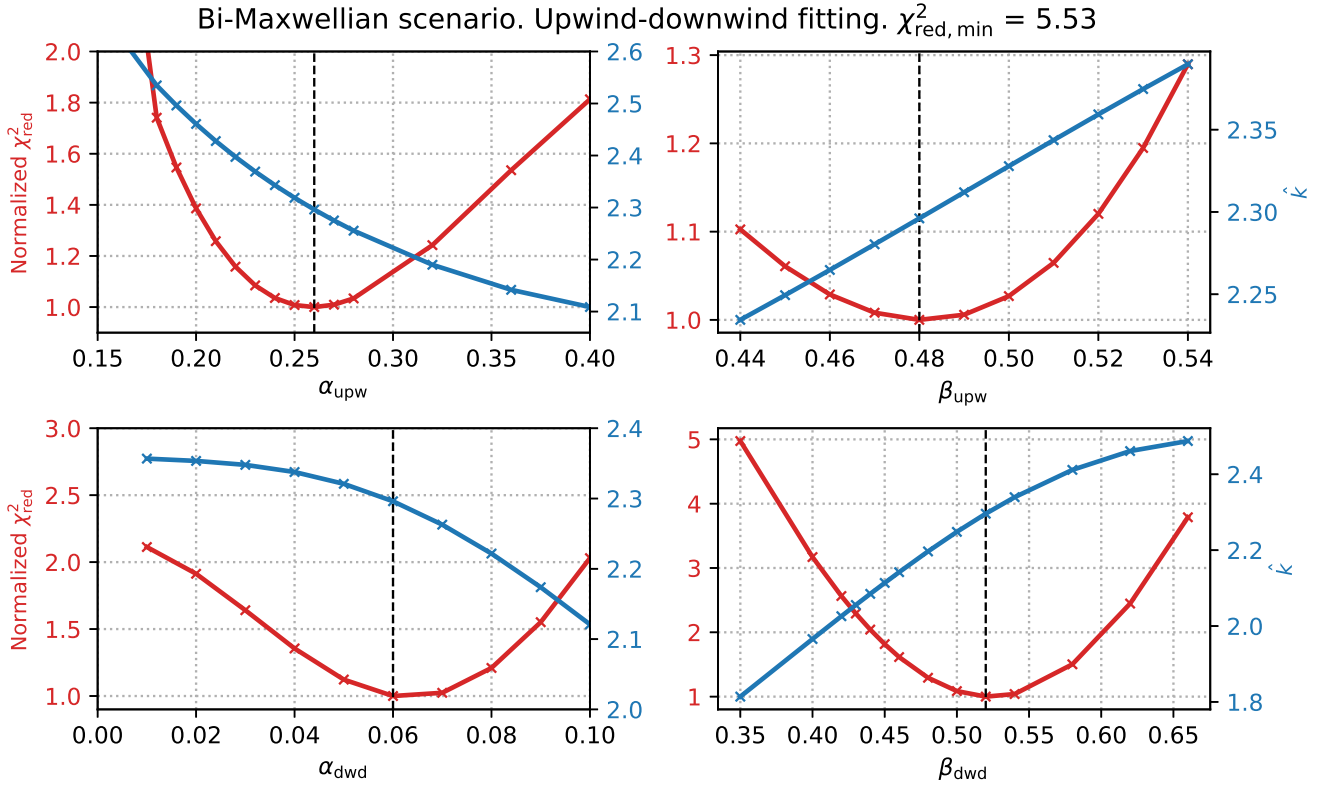 Bi-Maxwellian scenario. Upwind-downwind fitting. χ²red, min = 5.53
Normalized χ²red
2.0
1.8
1.6
1.4
1.2
1.0
2.6
2.5
2.4
2.3
2.2
2.1
0.15 0.20 0.25 0.30 0.35 0.40
αupw
1.3
1.2
1.1
1.0
2.35
2.30
2.25
k̂
0.44 0.46 0.48 0.50 0.52 0.54
βupw
Normalized χ²red
3.0
2.5
2.0
1.5
1.0
2.4
2.3
2.2
2.1
2.0
0.00 0.02 0.04 0.06 0.08 0.10
αdwd
5
4
3
2
1
2.4
2.2
2.0
1.8
k̂
0.35 0.40 0.45 0.50 0.55 0.60 0.65
βdwd